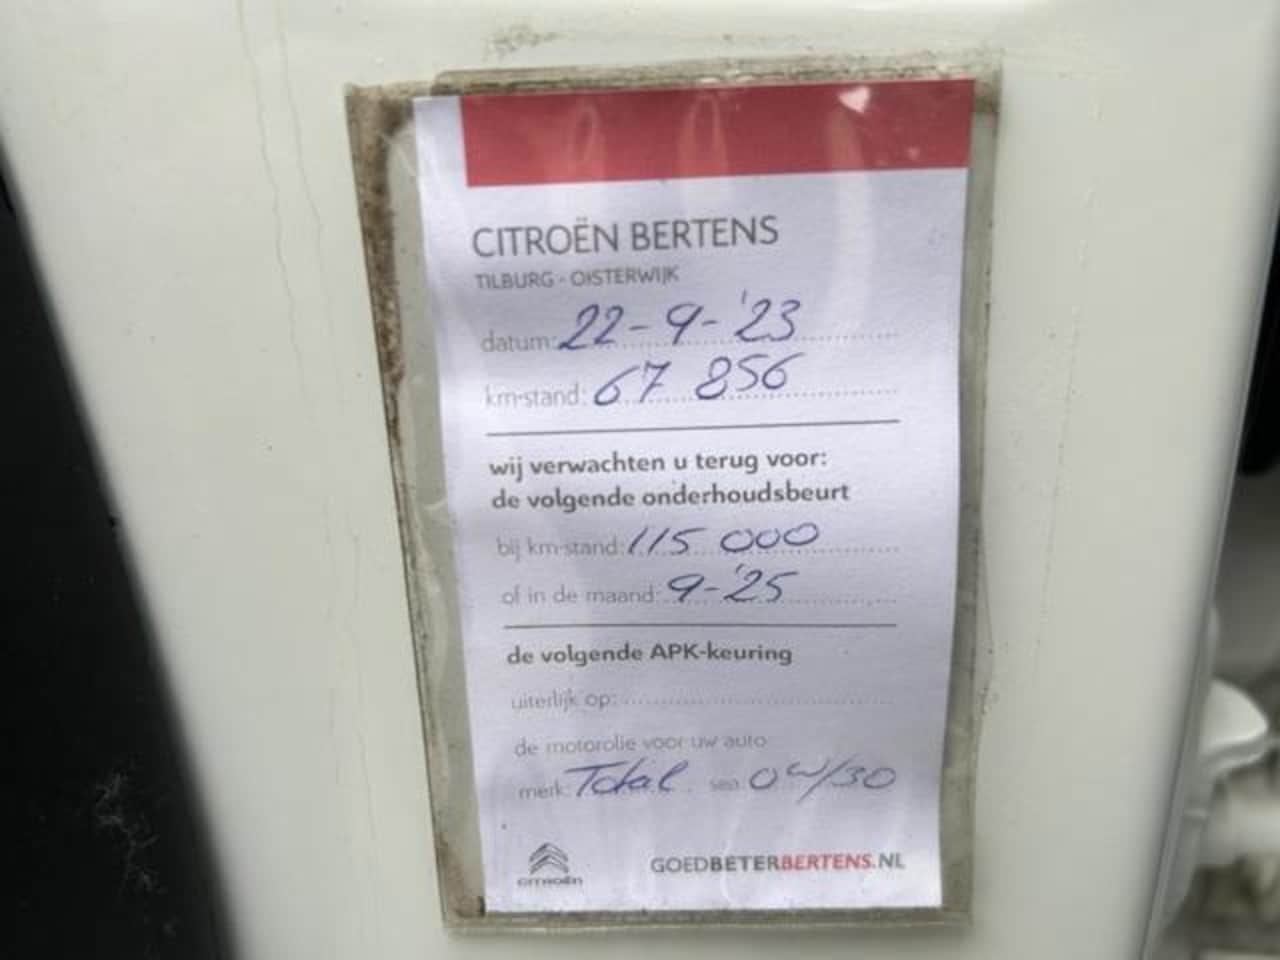 CITROËN BERTENS
TILBURG - OISTERWIJK
datum: 22-9-'23
km-stand: 67 856
wij verwachten u terug voor:
de volgende onderhoudsbeurt
bij km-stand: 115 000
of in de maand: 9-'25
de volgende APK-keuring
uiterlijk op:
de motorolie voor uw auto
merk: Total sea: 0W/30
CITROËN
GOEDBETERBERTENS.NL